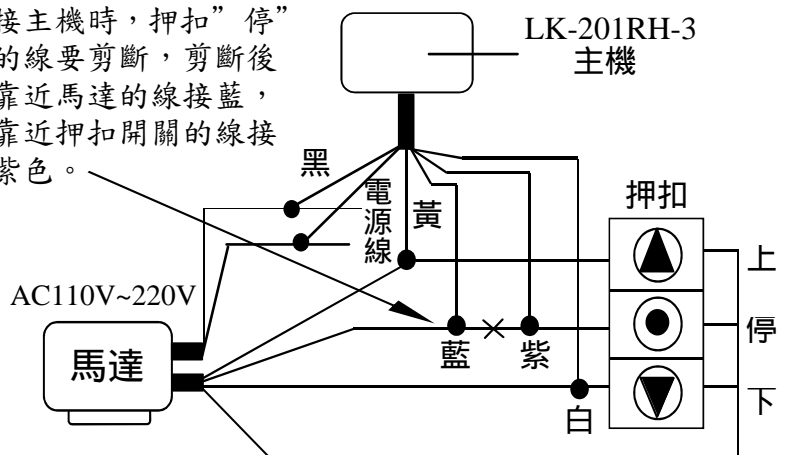 接主機時，押扣”停”
的線要剪斷，剪斷後
靠近馬達的線接藍，
靠近押扣開關的線接
紫色。
LK-201RH-3
主機
黑
電源線
黃
押扣
上
AC110V~220V
停
藍
紫
馬達
下
白